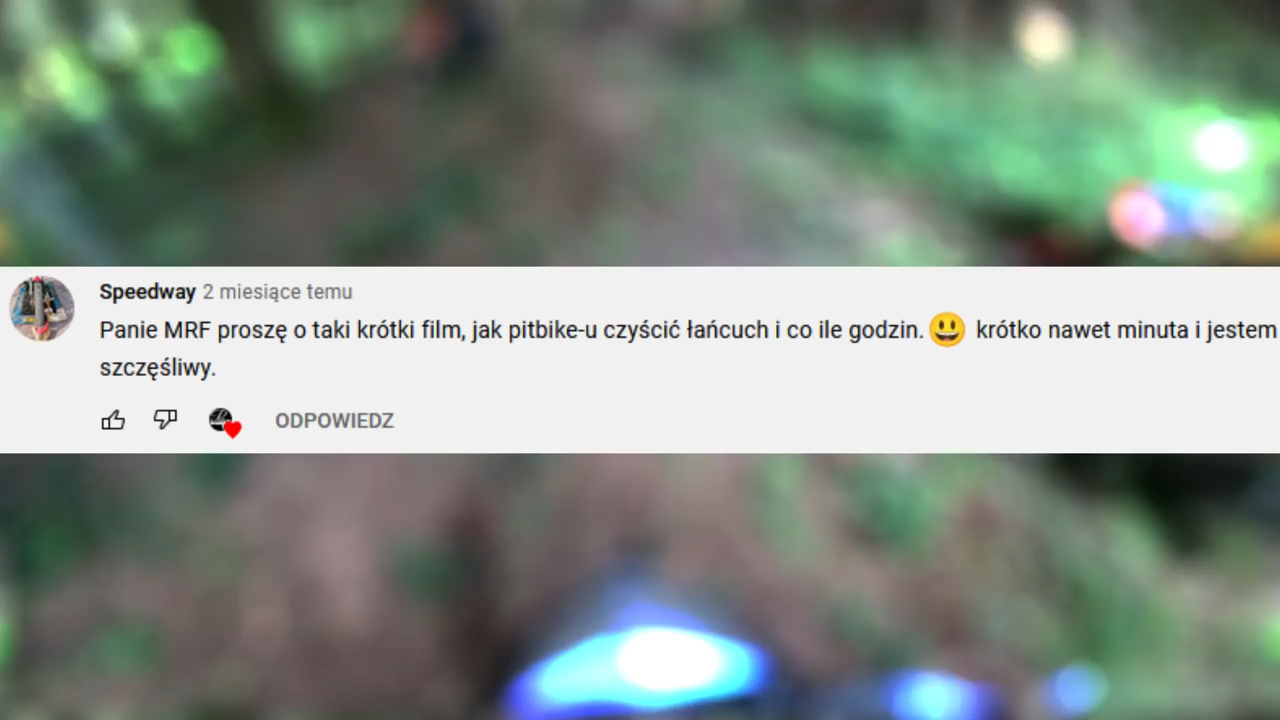 Speedway 2 miesiące temu
Panie MRF proszę o taki krótki film, jak pitbike-u czyścić łańcuch i co ile godzin.😃 krótko nawet minuta i jestem
szczęśliwy.
ODPOWIEDZ